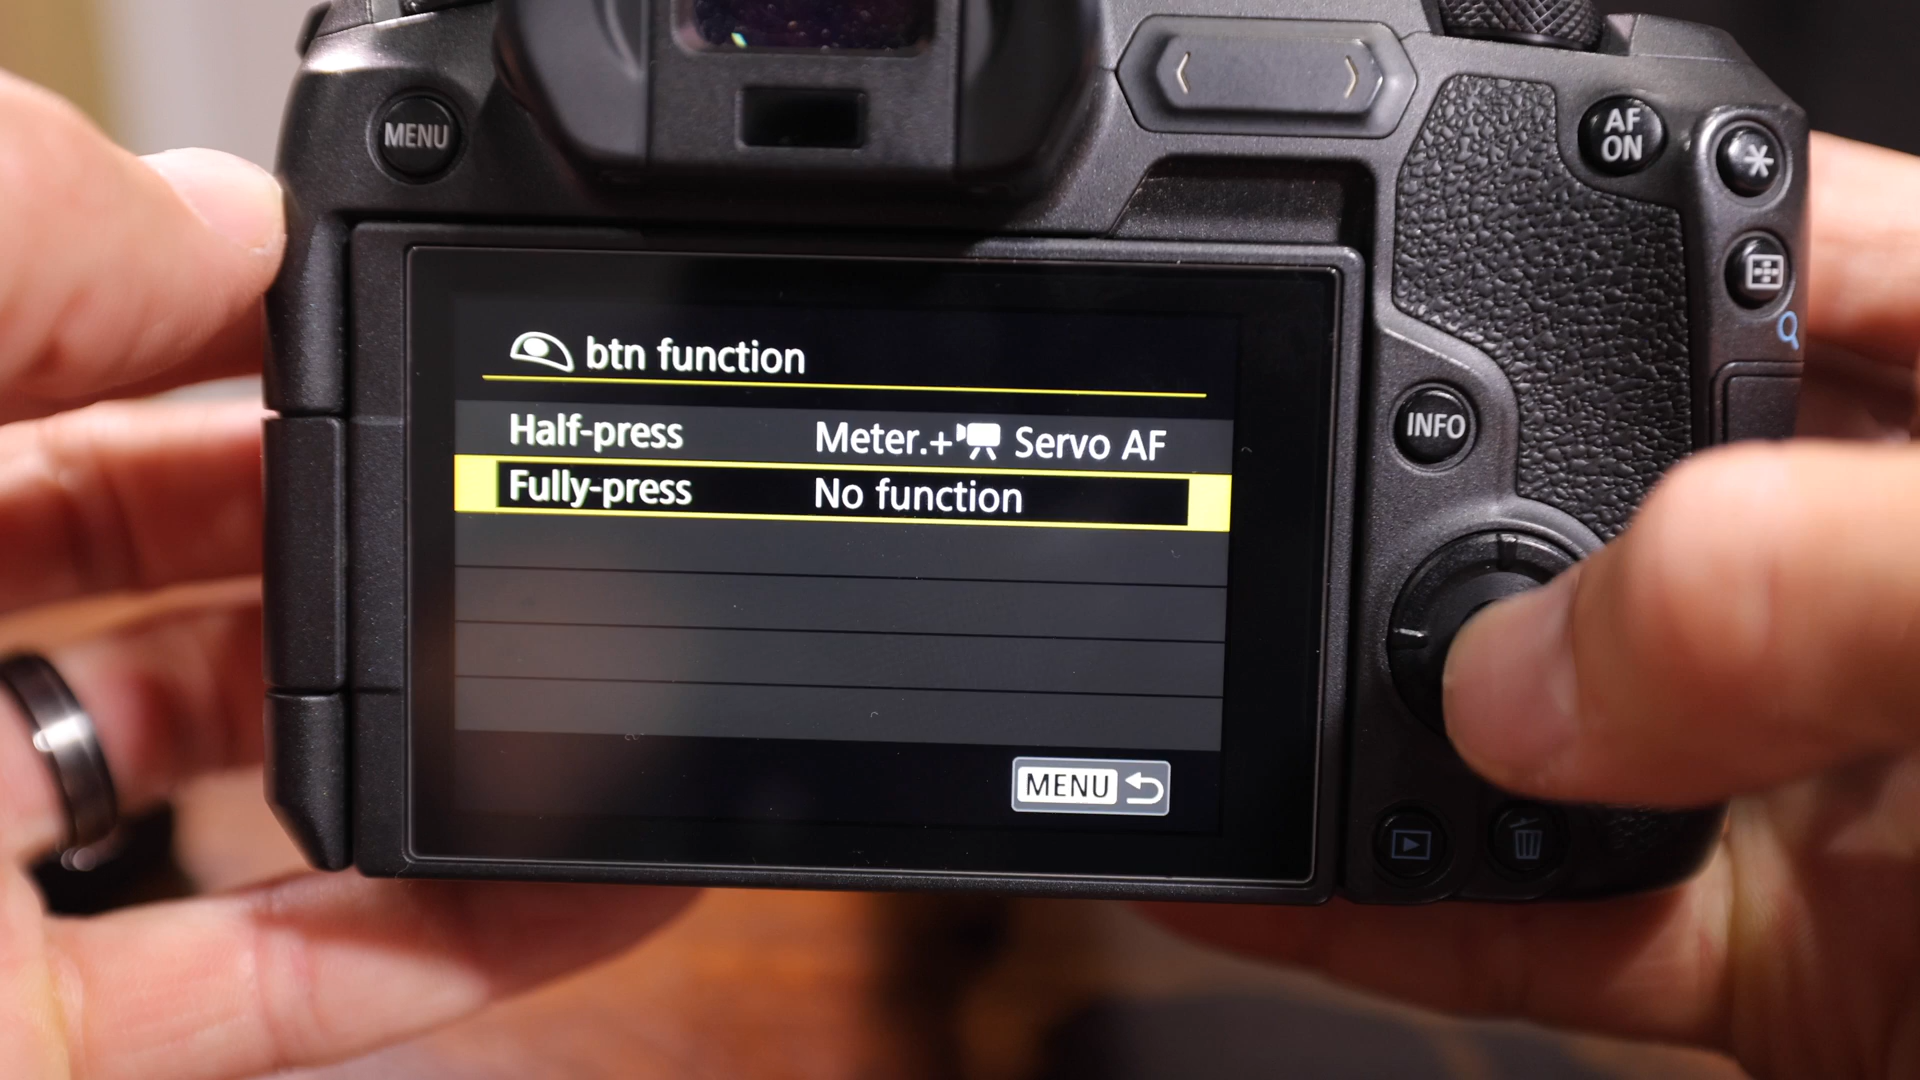 MENU
AF
ON
btn function
Half-press Meter.+ Servo AF
Fully-press No function
INFO
MENU